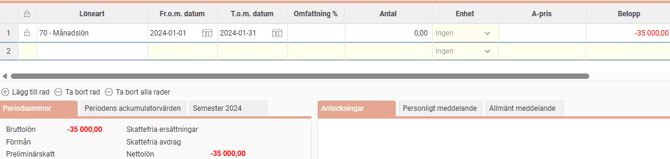 Löneart Fr.o.m. datum T.o.m. datum Omfattning % Antal Enhet A-pris Belopp
1 70 - Månadslön 2024-01-01 2024-01-31 0,00 Ingen -35 000,00
2 Ingen
Lägg till rad Ta bort rad Ta bort alla rader
Periodsummor Periodens ackumulatorvärden Semester 2024 Anteckningar Personligt meddelande Allmänt meddelande
Bruttolön -35 000,00 Skattefria ersättningar
Förmån Skattefria avdrag
Preliminärskatt Nettolön -35 000,00